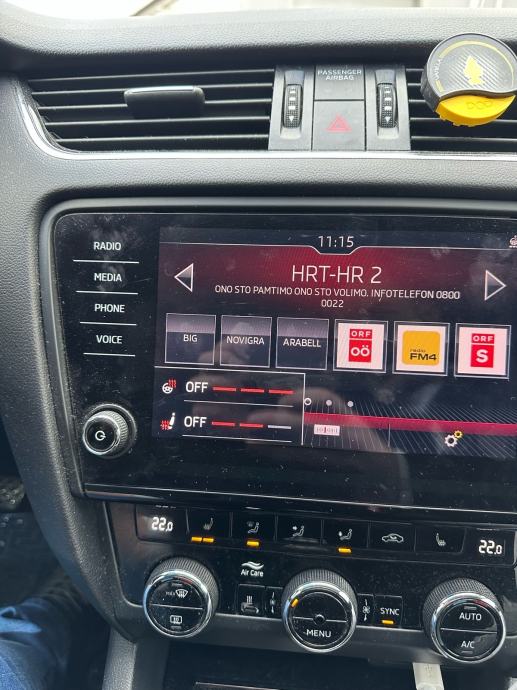 PASSENGER
AIRBAG
RADIO
MEDIA
PHONE
VOICE
11:15
HRT-HR 2
ONO STO PAMTIMO ONO STO VOLIMO. INFOTELEFON 0800
0022
BIG
NOVIGRA
ARABELL
ORF
OÖ
radio
FM4
ORF
S
OFF
OFF
22.0
22.0
Air Care
MAX
MENU
SYNC
AUTO
A/C